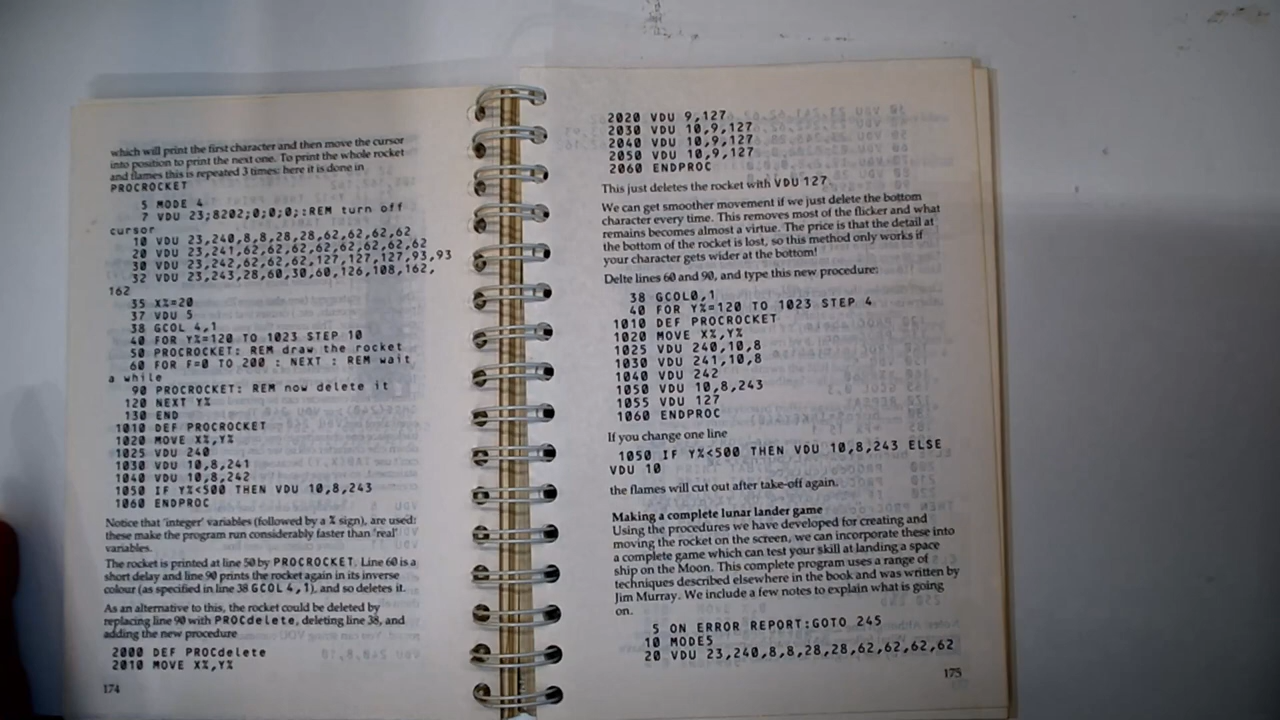 which will print the first character and then move the cursor
into position to print the next one. To print the whole rocket
and flames this is repeated 3 times: here it is done in
PROCROCKET
5 MODE 4
7 VDU 23;8202;0;0;0;:REM turn off
cursor
10 VDU 23,240,8,8,28,28,62,62,62,62
20 VDU 23,241,62,62,62,62,62,62,62,62
30 VDU 23,242,62,62,62,127,127,127,93,93
32 VDU 23,243,28,60,30,60,126,108,162,
162
35 X%=20
37 VDU 5
38 GCOL 4,1
40 FOR Y%=120 TO 1023 STEP 10
50 PROCROCKET: REM draw the rocket
60 FOR F=0 TO 200 : NEXT : REM wait
a while
90 PROCROCKET: REM now delete it
120 NEXT Y%
130 END
1010 DEF PROCROCKET
1020 MOVE X%,Y%
1025 VDU 240
1030 VDU 10,8,241
1040 VDU 10,8,242
1050 IF Y%<500 THEN VDU 10,8,243
1060 ENDPROC
Notice that 'integer' variables (followed by a % sign), are used:
these make the program run considerably faster than 'real'
variables.
The rocket is printed at line 50 by PROCROCKET. Line 60 is a
short delay and line 90 prints the rocket again in its inverse
colour (as specified in line 38 GCOL 4,1), and so deletes it.
As an alternative to this, the rocket could be deleted by
replacing line 90 with PROCdelete, deleting line 38, and
adding the new procedure
2000 DEF PROCdelete
2010 MOVE X%,Y%
174
2020 VDU 9,127
2030 VDU 10,9,127
2040 VDU 10,9,127
2050 VDU 10,9,127
2060 ENDPROC
This just deletes the rocket with VDU 127.
We can get smoother movement if we just delete the bottom
character every time. This removes most of the flicker and what
remains becomes almost a virtue. The price is that the detail at
the bottom of the rocket is lost, so this method only works if
your character gets wider at the bottom!
Delte lines 60 and 90, and type this new procedure:
38 GCOL0,1
40 FOR Y%=120 TO 1023 STEP 4
1010 DEF PROCROCKET
1020 MOVE X%,Y%
1025 VDU 240,10,8
1030 VDU 241,10,8
1040 VDU 242
1050 VDU 10,8,243
1055 VDU 127
1060 ENDPROC
If you change one line
1050 IF Y%<500 THEN VDU 10,8,243 ELSE
VDU 10
the flames will cut out after take-off again.
Making a complete lunar lander game
Using the procedures we have developed for creating and
moving the rocket on the screen, we can incorporate these into
a complete game which can test your skill at landing a space
ship on the Moon. This complete program uses a range of
techniques described elsewhere in the book and was written by
Jim Murray. We include a few notes to explain what is going
on.
5 ON ERROR REPORT:GOTO 245
10 MODE5
20 VDU 23,240,8,8,28,28,62,62,62,62
175